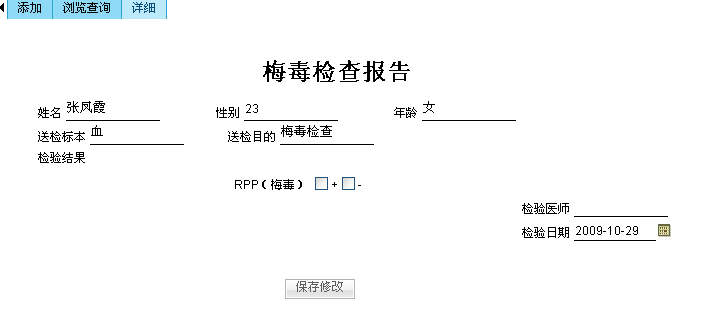 添加 浏览查询 详细
梅毒检查报告
姓名 张凤霞 性别 23 年龄 女
送检标本 血 送检目的 梅毒检查
检验结果
RPP（梅毒） + -
检验医师
检验日期 2009-10-29
保存修改